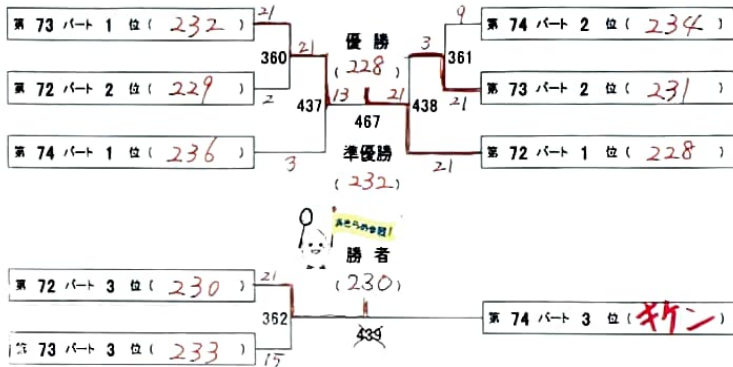 21
9
第 73 パート 1 位 ( 232 )
第 74 パート 2 位 ( 234 )
360
21
優 勝
3
361
( 228 )
第 72 パート 2 位 ( 229 )
2
437
13
21
438
21
第 73 パート 2 位 ( 231 )
467
第 74 パート 1 位 ( 236 )
3
準優勝
21
第 72 パート 1 位 ( 228 )
( 232 )
あきらめ
勝 者
( 230 )
第 72 パート 3 位 ( 230 )
21
362
439
第 74 パート 3 位 ( キケン )
第 73 パート 3 位 ( 233 )
15